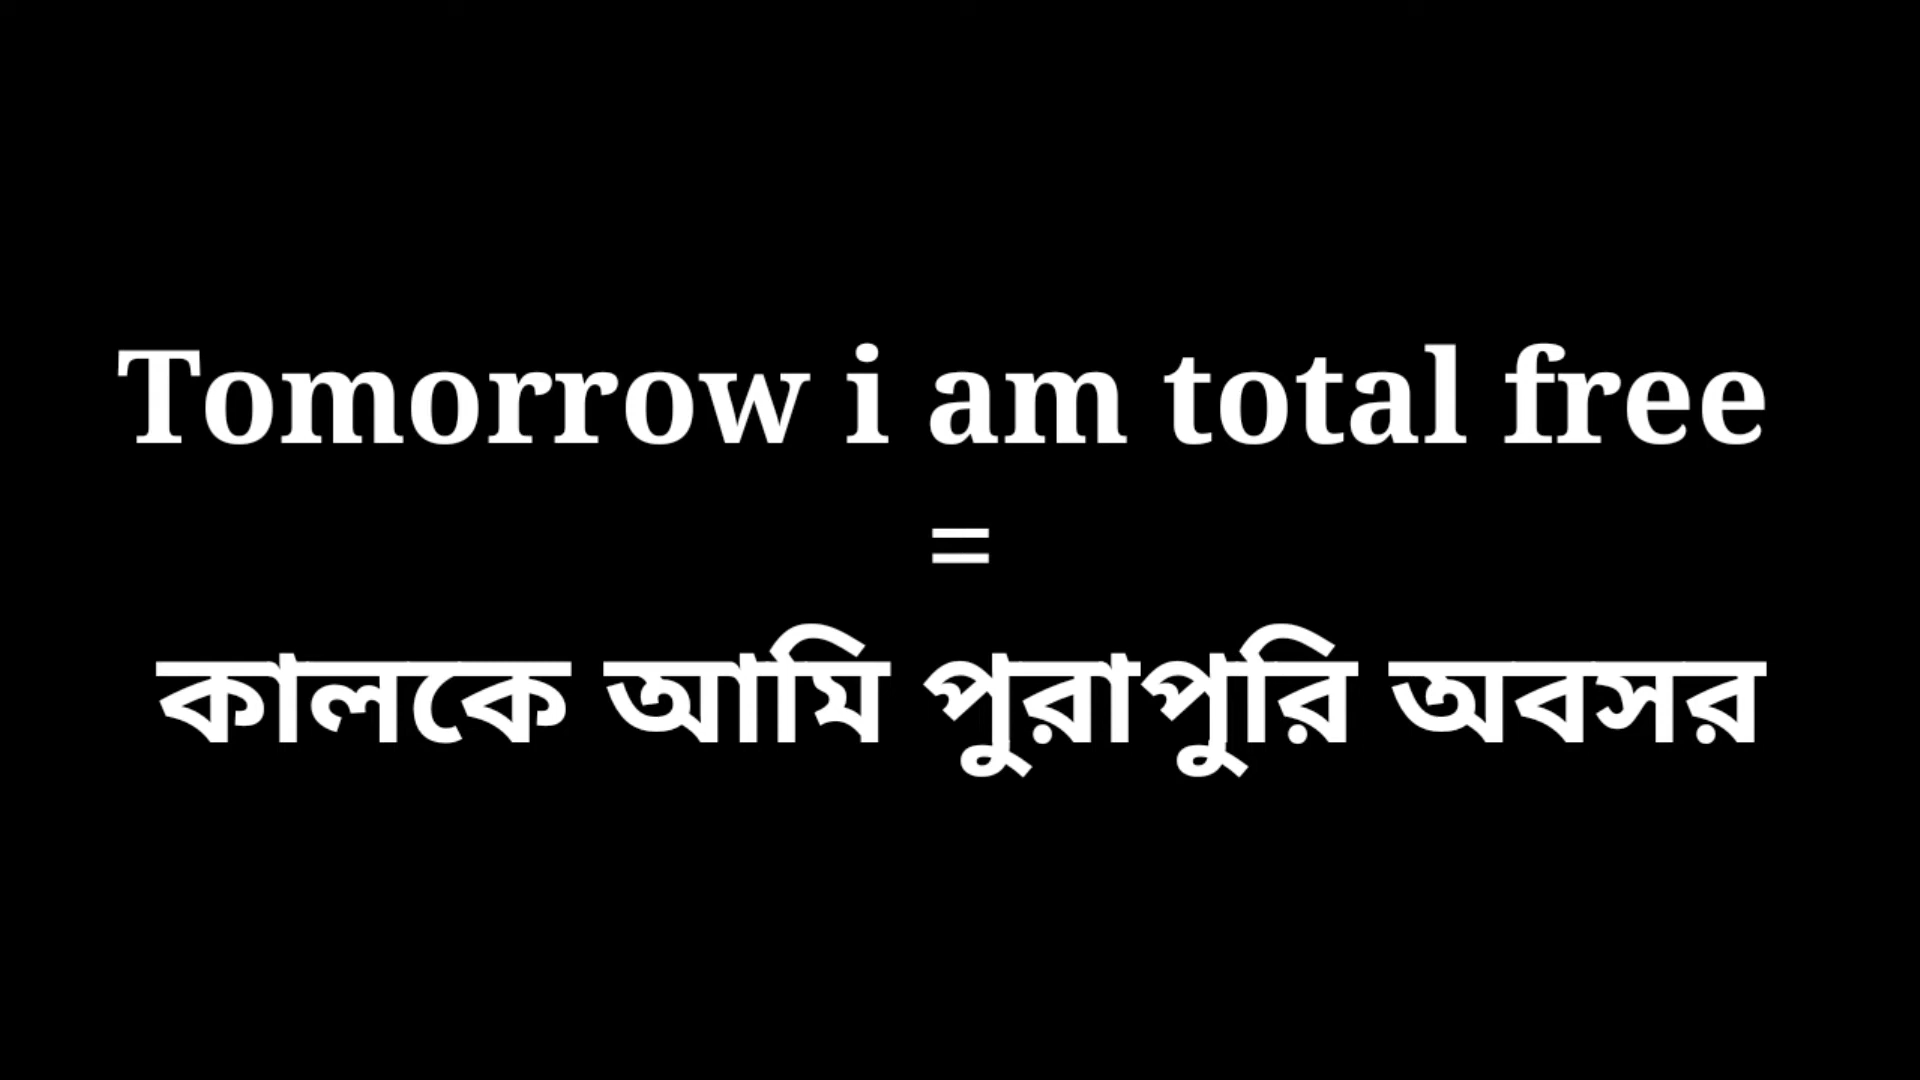 Tomorrow i am total free
=
কালকে আমি পুরাপুরি অবসর